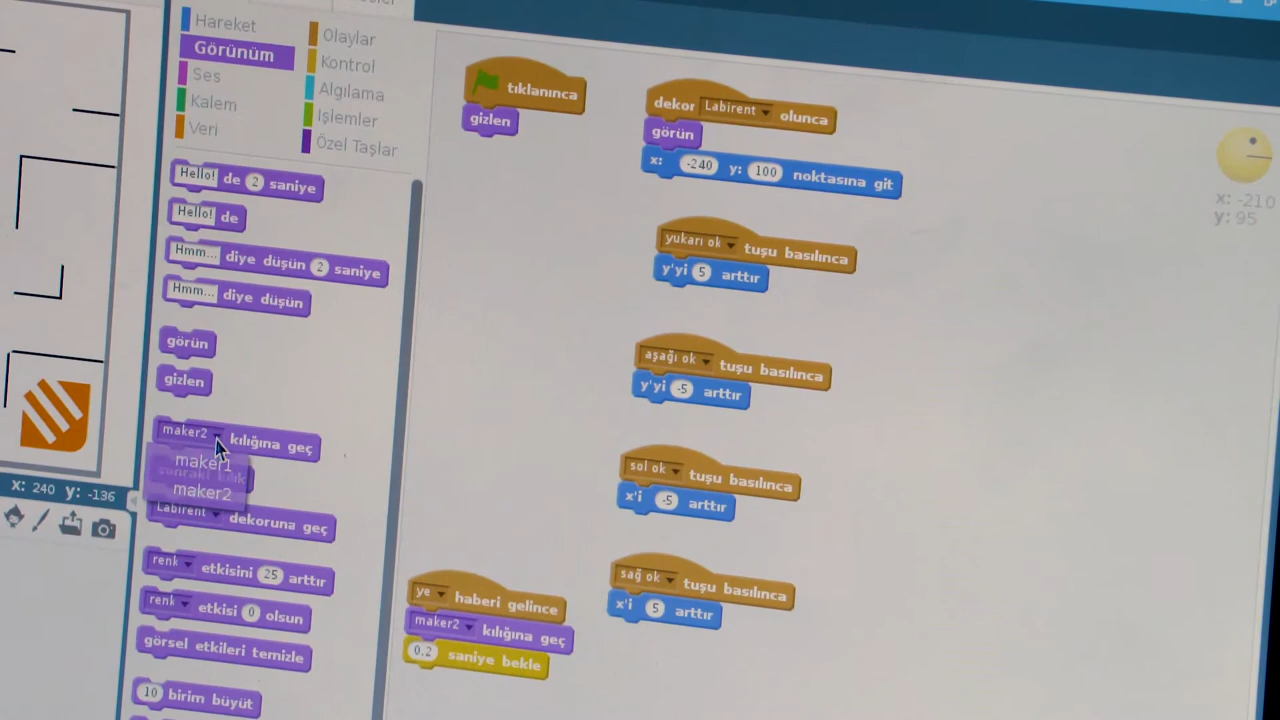 Hareket
Görünüm
Ses
Kalem
Veri
Olaylar
Kontrol
Algılama
İşlemler
Özel Taşlar
Hello! de 2 saniye
Hello! de
Hmm... diye düşün 2 saniye
Hmm... diye düşün
görün
gizlen
maker2 kılığına geç
maker1
sonraki kılık
maker2
Labirent dekoruna geç
renk etkisini 25 arttır
renk etkisi 0 olsun
görsel etkileri temizle
10 birim büyüt
x: 240 y: -136
tıklanınca
gizlen
dekor Labirent olunca
görün
x: -240 y: 100 noktasına git
yukarı ok tuşu basılınca
y'yi 5 arttır
aşağı ok tuşu basılınca
y'yi -5 arttır
sol ok tuşu basılınca
x'i -5 arttır
sağ ok tuşu basılınca
x'i 5 arttır
ye haberi gelince
maker2 kılığına geç
0.2 saniye bekle
x: -210
y: 95